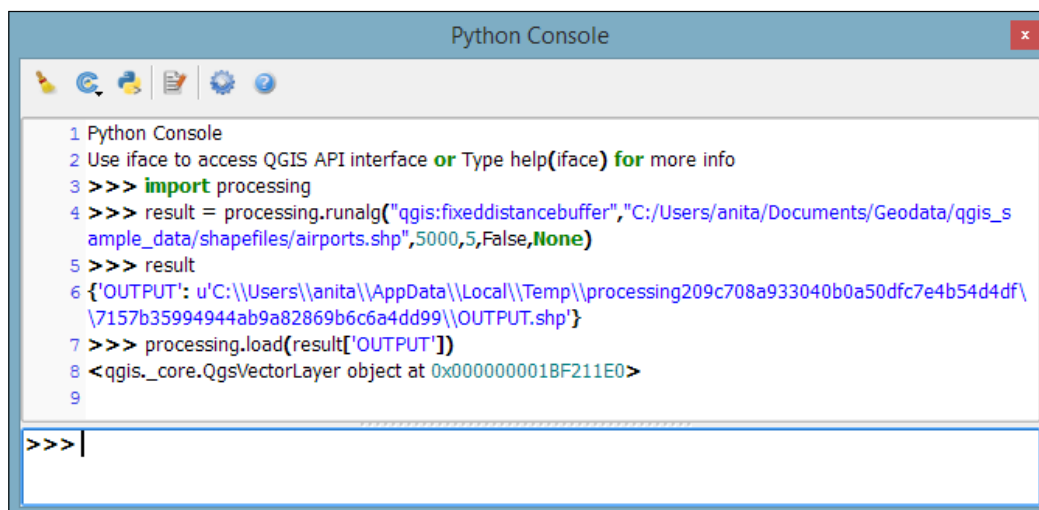 Python Console
x
1 Python Console
2 Use iface to access QGIS API interface or Type help(iface) for more info
3 >>> import processing
4 >>> result = processing.runalg("qgis:fixeddistancebuffer","C:/Users/anita/Documents/Geodata/qgis_s
ample_data/shapefiles/airports.shp",5000,5,False,None)
5 >>> result
6 {'OUTPUT': u'C:\\Users\\anita\\AppData\\Local\\Temp\\processing209c708a933040b0a50dfc7e4b54d4df\
\7157b35994944ab9a82869b6c6a4dd99\\OUTPUT.shp'}
7 >>> processing.load(result['OUTPUT'])
8 <qgis._core.QgsVectorLayer object at 0x000000001BF211E0>
9
>>>